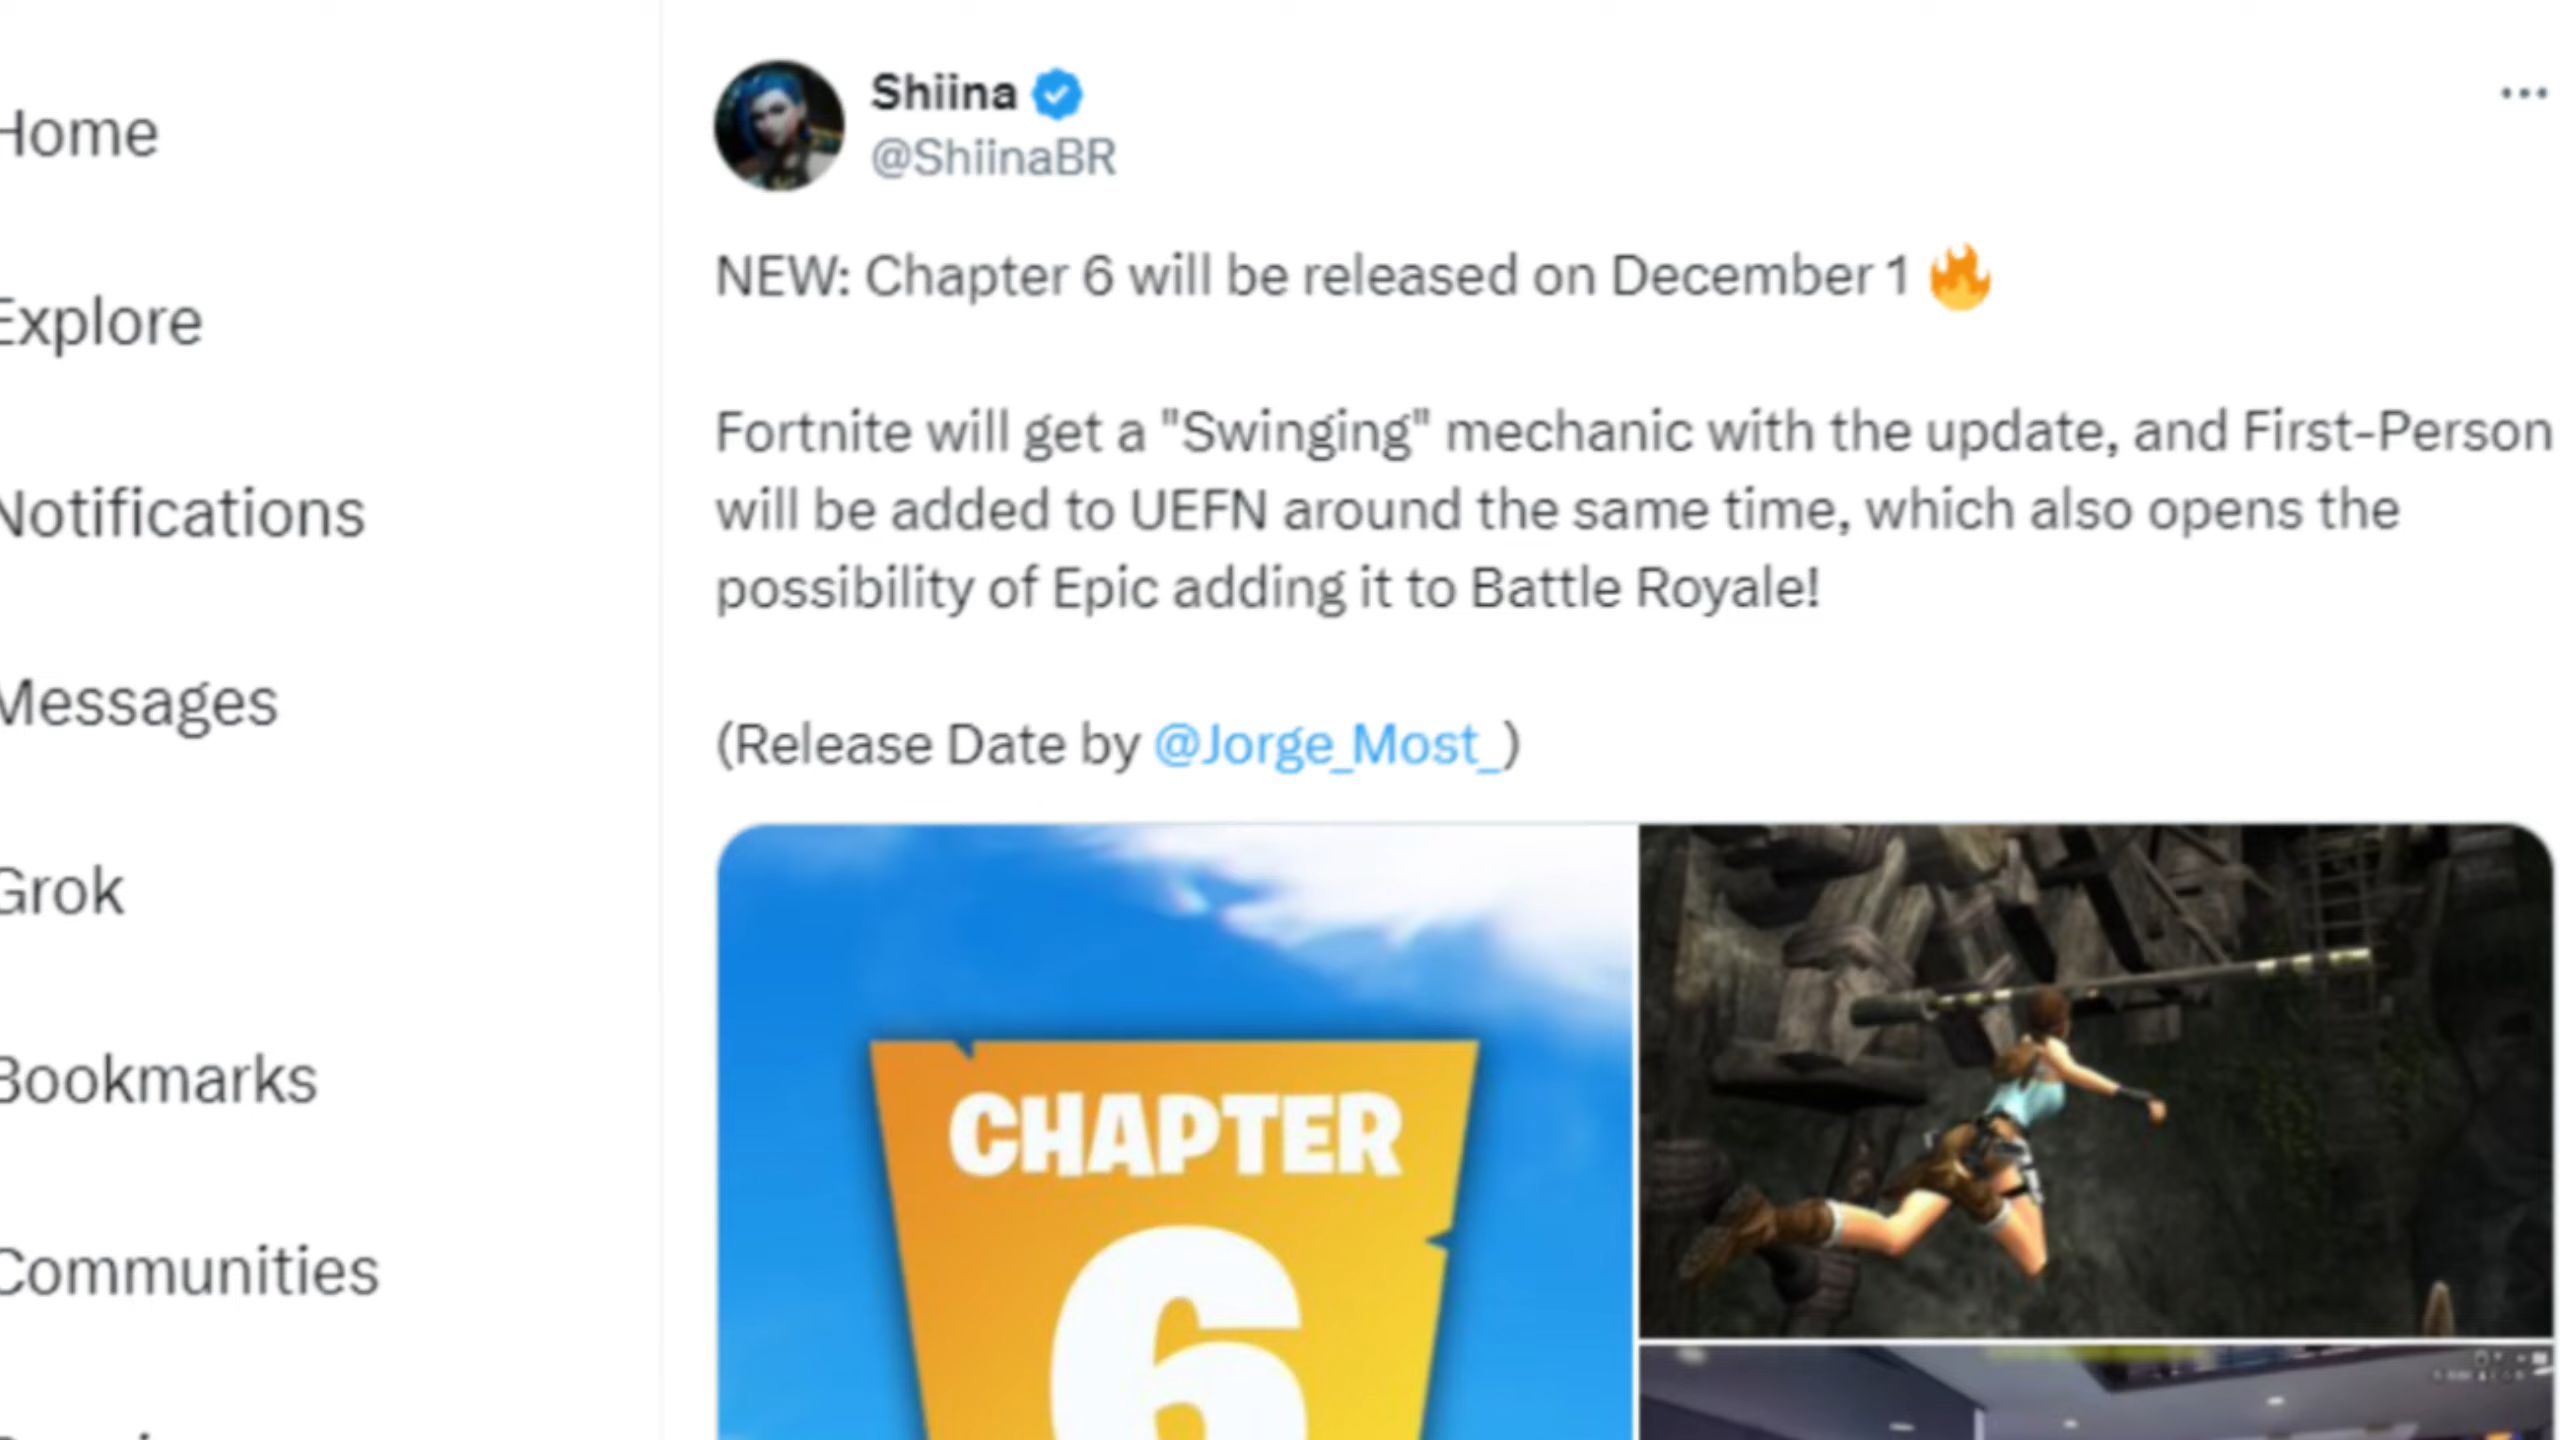 Home
Explore
Notifications
Messages
Grok
Bookmarks
Communities
Shiina
@ShiinaBR
NEW: Chapter 6 will be released on December 1 🔥
Fortnite will get a "Swinging" mechanic with the update, and First-Person
will be added to UEFN around the same time, which also opens the
possibility of Epic adding it to Battle Royale!
(Release Date by @Jorge_Most_)
CHAPTER
6